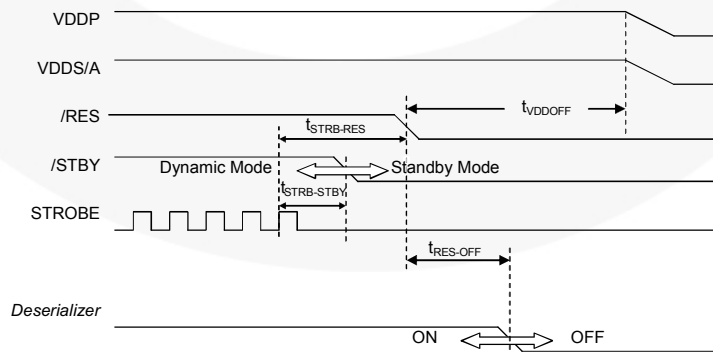 VDDP
VDDS/A
/RES
tVDDOFF
tSTRB-RES
/STBY
Dynamic Mode
Standby Mode
tSTRB-STBY
STROBE
tRES-OFF
Deserializer
ON
OFF